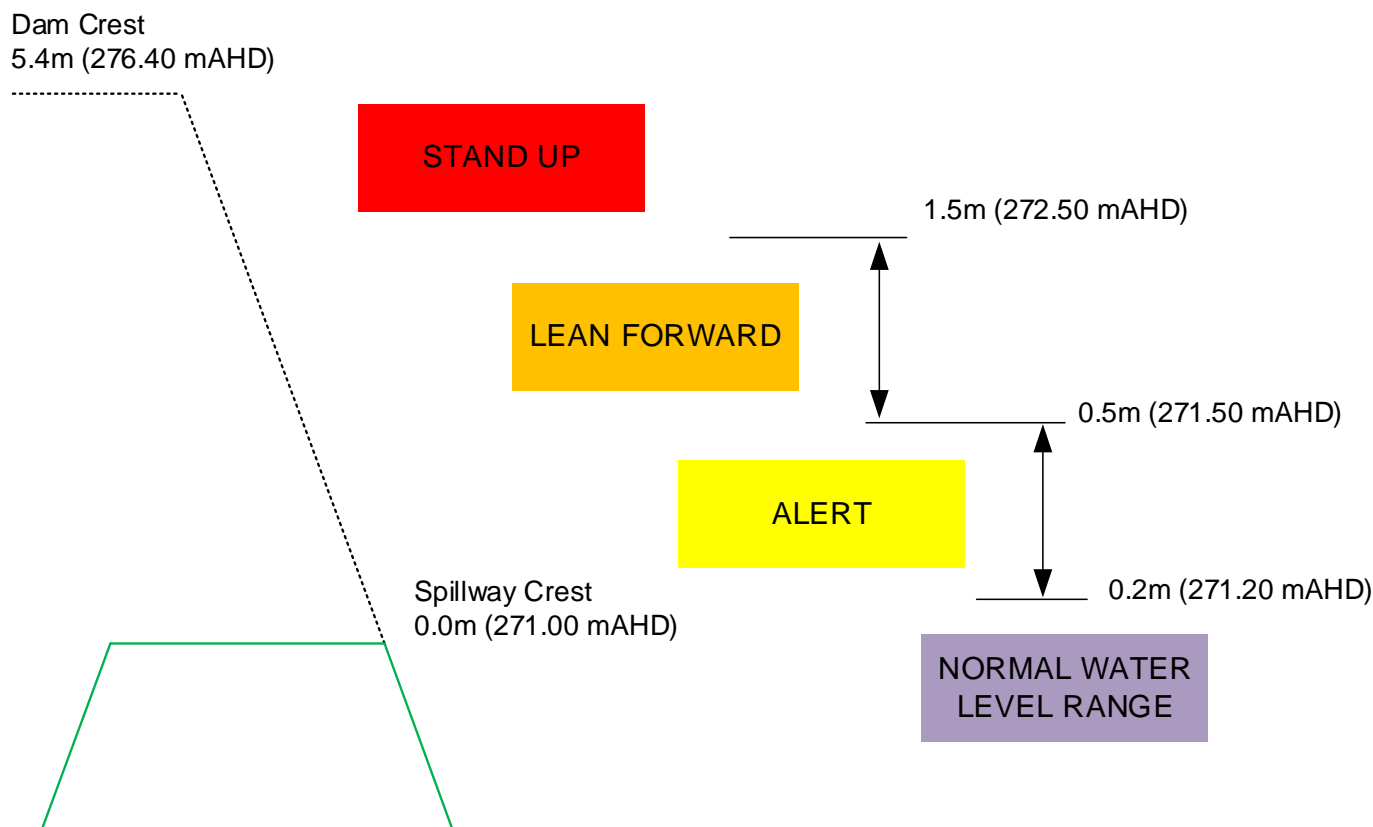 Dam Crest
5.4m (276.40 mAHD)
STAND UP
1.5m (272.50 mAHD)
LEAN FORWARD
0.5m (271.50 mAHD)
ALERT
Spillway Crest
0.0m (271.00 mAHD)
0.2m (271.20 mAHD)
NORMAL WATER
LEVEL RANGE